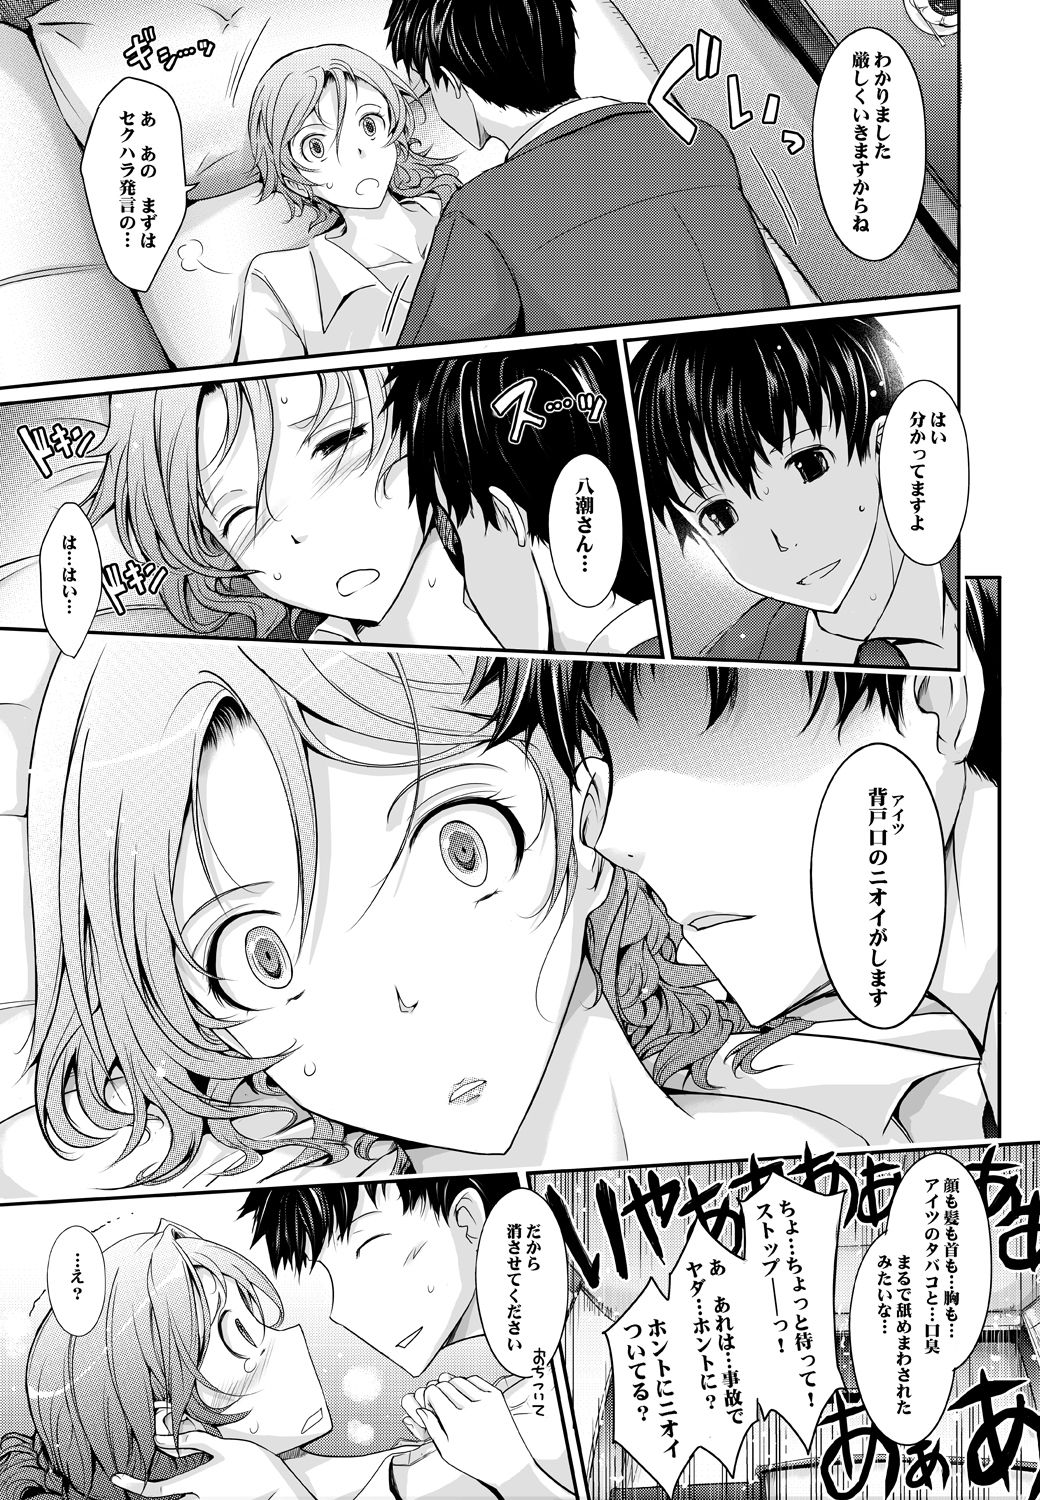 わかりました
厳しくいきますからね
ぐいっ
ギシ…ッ
あ あの まずは
セクハラ発言の…
はい
分かってますよ
ス…ッ
八潮さん…
ドキン
ドキン
は…はい…
アイツ
背戸口のニオイがします
顔も髪も首も…胸も…
アイツのタバコと…口臭
まるで舐めまわされた
みたいな…
いやああああああ
あああぁ
ちょ…ちょっと待って！
ストップーーっ！
あ あれは…事故で
ヤダ…ホントに？
ホントにニオイ
ついてる？
だから
消させてください
おちついて
…え？